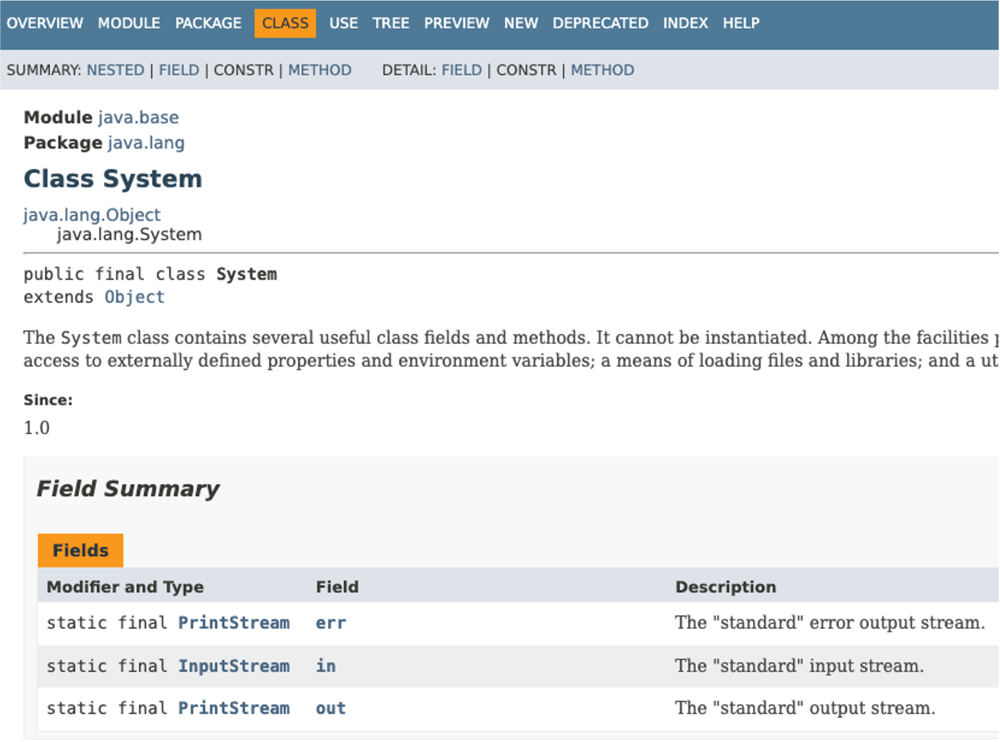 OVERVIEW MODULE PACKAGE CLASS USE TREE PREVIEW NEW DEPRECATED INDEX HELP
SUMMARY: NESTED | FIELD | CONSTR | METHOD DETAIL: FIELD | CONSTR | METHOD
Module java.base
Package java.lang
Class System
java.lang.Object
java.lang.System
public final class System
extends Object
The System class contains several useful class fields and methods. It cannot be instantiated. Among the facilities
access to externally defined properties and environment variables; a means of loading files and libraries; and a ut
Since:
1.0
Field Summary
Fields
Modifier and Type Field Description
static final PrintStream err The "standard" error output stream.
static final InputStream in The "standard" input stream.
static final PrintStream out The "standard" output stream.